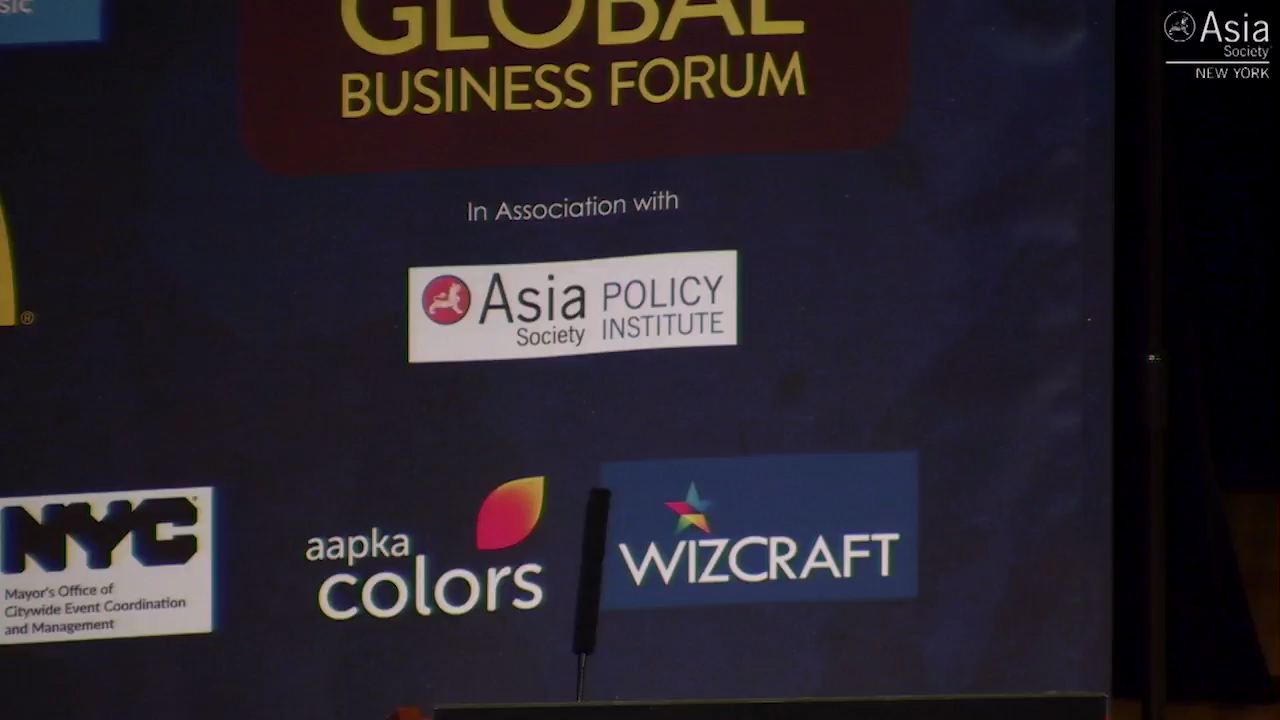 sic
GLOBAL
BUSINESS FORUM
In Association with
Asia
Society
POLICY
INSTITUTE
®
NYC
Mayor's Office of
Citywide Event Coordination
and Management
aapka
colors
WIZCRAFT
Asia
Society
NEW YORK